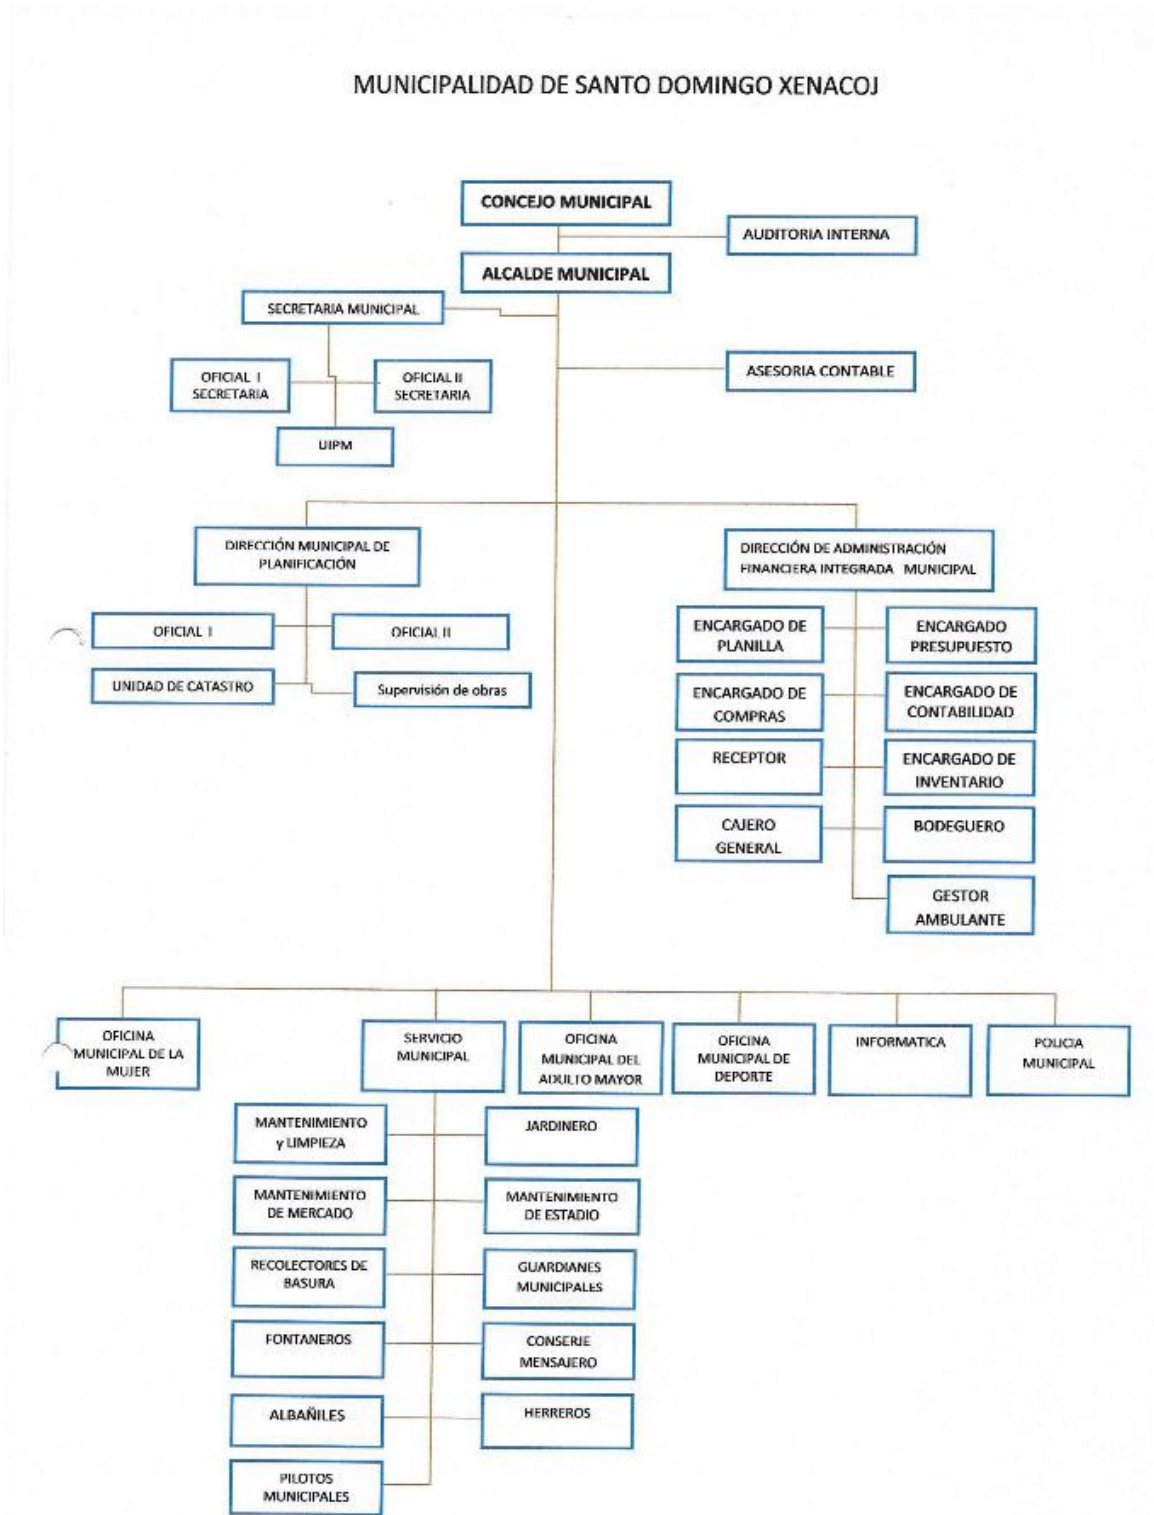 MUNICIPALIDAD DE SANTO DOMINGO XENACOJ
CONCEJO MUNICIPAL
AUDITORIA INTERNA
ALCALDE MUNICIPAL
SECRETARIA MUNICIPAL
ASESORIA CONTABLE
OFICIAL I
SECRETARIA
OFICIAL II
SECRETARIA
UIPM
DIRECCIÓN MUNICIPAL DE
PLANIFICACIÓN
OFICIAL I
OFICIAL II
UNIDAD DE CATASTRO
Supervisión de obras
DIRECCIÓN DE ADMINISTRACIÓN
FINANCIERA INTEGRADA MUNICIPAL
ENCARGADO DE
PLANILLA
ENCARGADO
PRESUPUESTO
ENCARGADO DE
COMPRAS
ENCARGADO DE
CONTABILIDAD
RECEPTOR
ENCARGADO DE
INVENTARIO
CAJERO
GENERAL
BODEGUERO
GESTOR
AMBULANTE
OFICINA
MUNICIPAL DE LA
MUJER
SERVICIO
MUNICIPAL
OFICINA
MUNICIPAL DEL
ADULTO MAYOR
OFICINA
MUNICIPAL DE
DEPORTE
INFORMATICA
POLICIA
MUNICIPAL
MANTENIMIENTO
y LIMPIEZA
JARDINERO
MANTENIMIENTO
DE MERCADO
MANTENIMIENTO
DE ESTADIO
RECOLECTORES DE
BASURA
GUARDIANES
MUNICIPALES
FONTANEROS
CONSERJE
MENSAJERO
ALBAÑILES
HERREROS
PILOTOS
MUNICIPALES